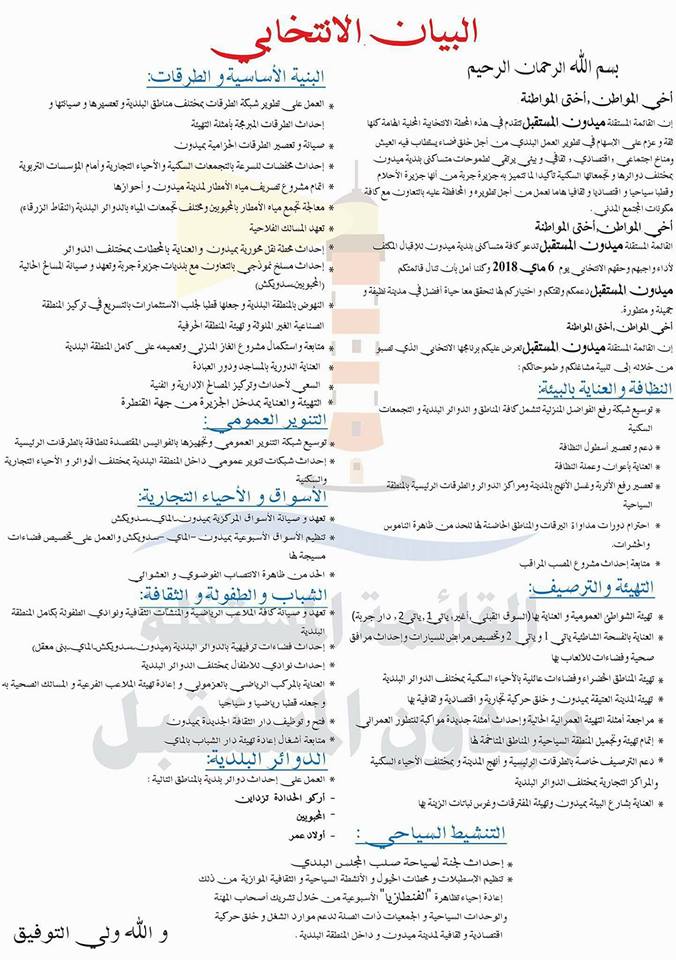 البيان الانتخابي
بسم الله الرحمان الرحيم
أخي المواطن ,أختي المواطنة
إن القائمة المستقلة ميدون المستقبل تتقدم في هذه المحطة الانتخابية المحلية الهامة كلها
ثقة و عزم على الإسهام في تطوير العمل البلدي من أجل خلق فضاء يستطاب فيه العيش
ومناخ اجتماعي , اقتصادي , ثقافي و بيئي يرتقي لطموحات متساكني بلدية ميدون
بمختلف دوائرها و تجمعاتها السكنية تأكيدا لما تتميز به جزيرة جربة من أنها جزيرة الأحلام
وقطبا سياحيا و اقتصاديا و ثقافيا هاما نعمل من أجل تطويره و المحافظة عليه بالتعاون مع كافة
مكونات المجتمع المدني .
أخي المواطن,أختي المواطنة
القائمة المستقلة ميدون المستقبل تدعو كافة متساكني بلدية ميدون للإقبال المكثف
لأداء واجبهم وحقهم الانتخابي يوم 6 ماي 2018 وكلنا أمل بأن تنال قائمتكم
ميدون المستقبل دعمكم وثقتكم و اختياركم لها لنحقق معا حياة أفضل في مدينة نظيفة و
جميلة و متطورة.
أخي المواطن ,أختي المواطنة
إن القائمة المستقلة ميدون المستقبل تعرض عليكم برنامجها الانتخابي الذي تصبو
من خلاله إلى تلبية مشاغلكم و طموحاتكم :
النظافة والعناية بالبيئة:
* توسيع شبكة رفع الفواضل المنزلية لتشمل كافة المناطق و الدوائر البلدية و التجمعات
السكنية
* دعم و تعصير أسطول النظافة
* العناية بأعوان وعملة النظافة
* تعصير رفع الأتربة وغسل الأنهج بالمدينة ومراكز الدوائر والطرقات الرئيسية بالمنطقة
السياحية
* احترام دورات مداواة اليرقات والمناطق الحاضنة لها للحد من ظاهرة الناموس
والحشرات.
* متابعة إحداث مشروع المصب المراقب
التهيئة والترصيف:
* تهيئة الشواطئ العمومية و العناية بها(السوق القبلي, أغير, ياتي 1, ياتي 2, دار جربة)
* العناية بالفسحة الشاطئية ياتي 1 و ياتي 2 وتخصيص مراض للسيارات وإحداث مرافق
صحية وفضاءات للألعاب بها
* تهيئة المناطق الخضراء وفضاءات عائلية بالأحياء السكنية بمختلف الدوائر البلدية
* تهيئة المدينة العتيقة بميدون و خلق حركية تجارية و اقتصادية و ثقافية بها
* مراجعة أمثلة التهيئة العمرانية الحالية وإحداث أمثلة جديدة مواكبة للتطور العمراني
* إتمام تهيئة وتجميل المنطقة السياحية و المناطق المتاخمة لها
* دعم الترصيف خاصة بالطرقات الرئيسية و أنهج المدينة و بمختلف الأحياء السكنية
والمراكز التجارية بمختلف الدوائر البلدية
* العناية بشارع البيئة بميدون وتهيئة المفترقات وغرس نباتات الزينة بها
البنية الأساسية و الطرقات:
* العمل على تطوير شبكة الطرقات بمختلف مناطق البلدية و تعصيرها و صيانتها و
إحداث الطرقات المبرمجة بأمثلة التهيئة
* صيانة و تعصير الطرقات الحزامية بميدون
* إحداث مخفضات للسرعة بالتجمعات السكنية والأحياء التجارية وأمام المؤسسات التربوية
* اتمام مشروع تصريف مياه الأمطار لمدينة ميدون و أحوازها
* معالجة تجمع مياه الأمطار بالمحبوبين ومختلف تجمعات المياه بالدوائر البلدية (النقاط الزرقاء)
* تعهد المسالك الفلاحية
* إحداث محطة نقل محورية بميدون و العناية بالمحطات بمختلف الدوائر
* إحداث مسلخ نموذجي بالتعاون مع بلديات جزيرة جربة وتعهد و صيانة المسالخ الحالية
(المحبوبين,سدويكش)
* النهوض بالمنطقة البلدية و جعلها قطبا لجلب الاستثمارات بالتسريع في تركيز المنطقة
الصناعية الغير الملوثة و تهيئة المنطقة الحرفية
* متابعة واستكمال مشروع الغاز المنزلي وتعميمه على كامل المنطقة البلدية
* العناية الدورية بالمساجد ودور العبادة
* السعي لأحداث وتركيز المصالح الإدارية و الفنية
* التهيئة والعناية بمدخل الجزيرة من جهة القنطرة
التنوير العمومي :
* توسيع شبكة التنوير العمومي وتجهيزها بالفوانيس المقتصدة للطاقة بالطرقات الرئيسية
* إحداث شبكات تنوير عمومي داخل المنطقة البلدية بمختلف الدوائر و الأحياء التجارية
والسكنية
الأسواق و الأحياء التجارية:
* تعهد و صيانة الأسواق المركزية بميدون,الماي,سدويكش
* تنظيم الأسواق الأسبوعية بميدون –الماي –سدويكش والعمل على تخصيص فضاءات
مسيجة لها
* الحد من ظاهرة الانتصاب الفوضوي و العشوائي
الشباب و الطفولة و الثقافة:
* تعهد و صيانة كافة الملاعب الرياضية و المنشآت الثقافية ونوادي الطفولة بكامل المنطقة
البلدية
* إحداث فضاءات ترفيهية بالدوائر البلدية (ميدون,سدويكش,الماي,بني معقل)
* إحداث نوادي للأطفال بمختلف الدوائر البلدية
* العناية بالمركب الرياضي بالعزموني و إعادة تهيئة الملاعب الفرعية و المسالك الصحية به
و جعله قطبا رياضيا و سياحيا
* فتح و توظيف دار الثقافة الجديدة بميدون
* متابعة أشغال إعادة تهيئة دار الشباب بالماي
الدوائر البلدية:
* العمل على إحداث دوائر بلدية بالمناطق التالية :
- أركو الحدادة تزداين
- المحبوبين
- أولاد عمر
التنشيط السياحي :
* إحداث لجنة لسياحة صلب المجلس البلدي
* تنظيم الإسطبلات و محطات الخيول و الأنشطة السياحية و الثقافية الموازية من ذلك
إعادة إحياء تظاهرة "الفنطازيا" الأسبوعية من خلال تشريك أصحاب المهنة
والوحدات السياحية و الجمعيات ذات الصلة لدعم موارد الشغل و خلق حركية
اقتصادية و ثقافية لمدينة ميدون و داخل المنطقة البلدية .
و الله ولي التوفيق
القائمة المستقلة
ميدون المستقبل